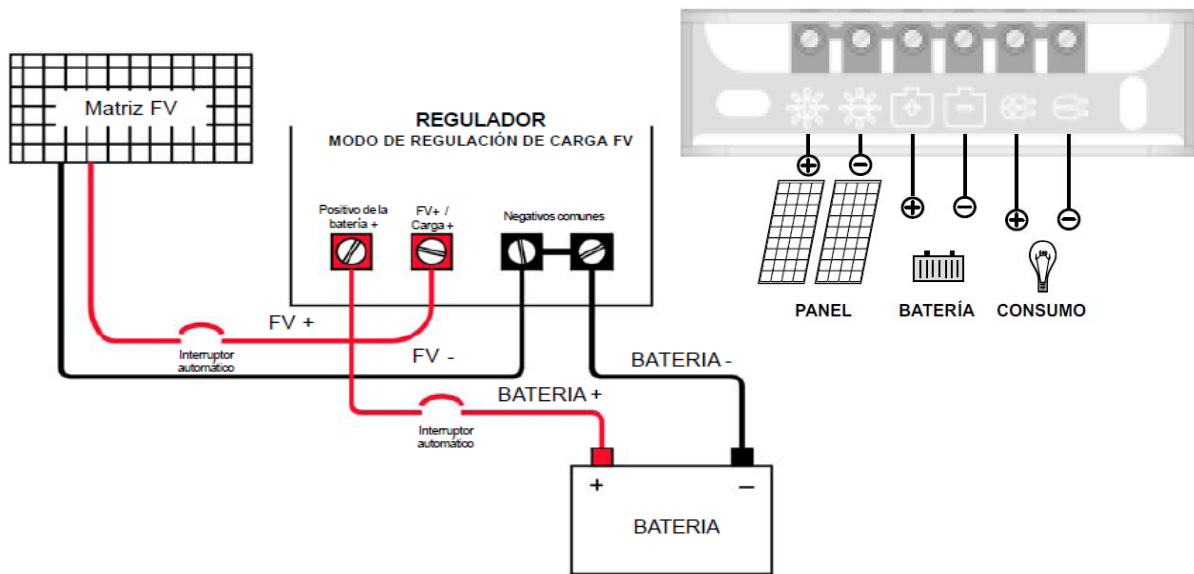 Matriz FV
REGULADOR
MODO DE REGULACIÓN DE CARGA FV
Positivo de la
batería +
FV+ /
Carga +
Negativos comunes
FV +
Interruptor
automático
FV -
BATERIA -
BATERIA +
Interruptor
automático
+
−
BATERIA
+
−
+
−
+
−
+
−
+
−
PANEL
BATERÍA
CONSUMO